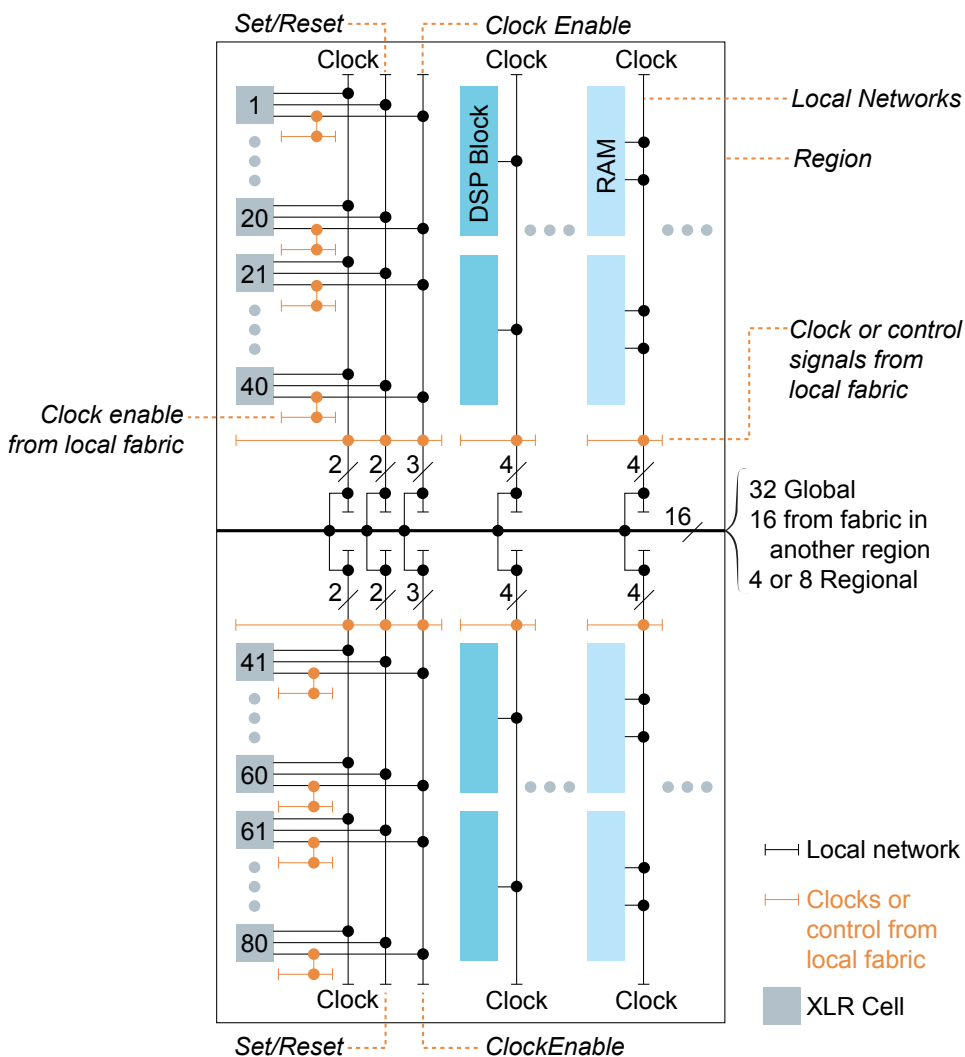 Set/Reset
Clock Enable
Clock
Clock
Clock
1
DSP Block
RAM
Local Networks
Region
20
21
40
Clock or control
signals from
local fabric
Clock enable
from local fabric
2
2
3
4
4
16
32 Global
16 from fabric in
another region
4 or 8 Regional
2
2
3
4
4
41
60
61
80
Local network
Clocks or
control from
local fabric
XLR Cell
Clock
Clock
Clock
Set/Reset
ClockEnable